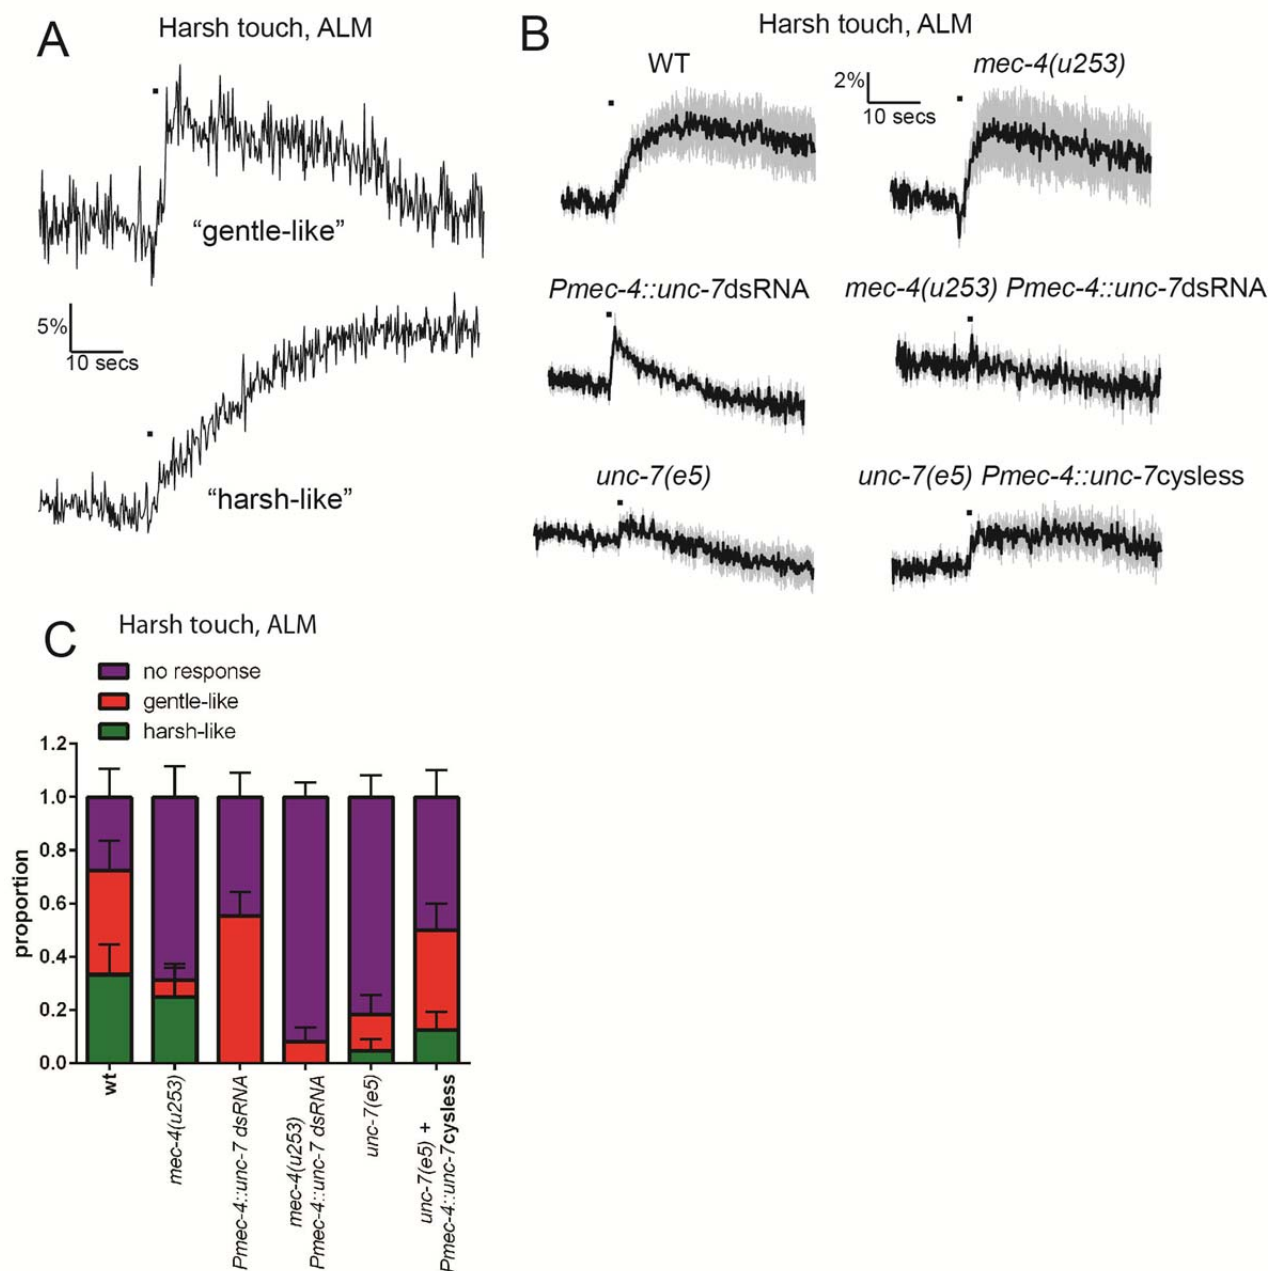 A
Harsh touch, ALM
“gentle-like”
5%
10 secs
“harsh-like”
B
Harsh touch, ALM
WT
2%
10 secs
mec-4(u253)
Pmec-4::unc-7dsRNA
mec-4(u253) Pmec-4::unc-7dsRNA
unc-7(e5)
unc-7(e5) Pmec-4::unc-7cysless
C
Harsh touch, ALM
no response
gentle-like
harsh-like
proportion
1.2
1.0
0.8
0.6
0.4
0.2
0.0
wt
mec-4(u253)
Pmec-4::unc-7 dsRNA
mec-4(u253)
Pmec-4::unc-7 dsRNA
unc-7(e5)
unc-7(e5) +
Pmec-4::unc-7cysless